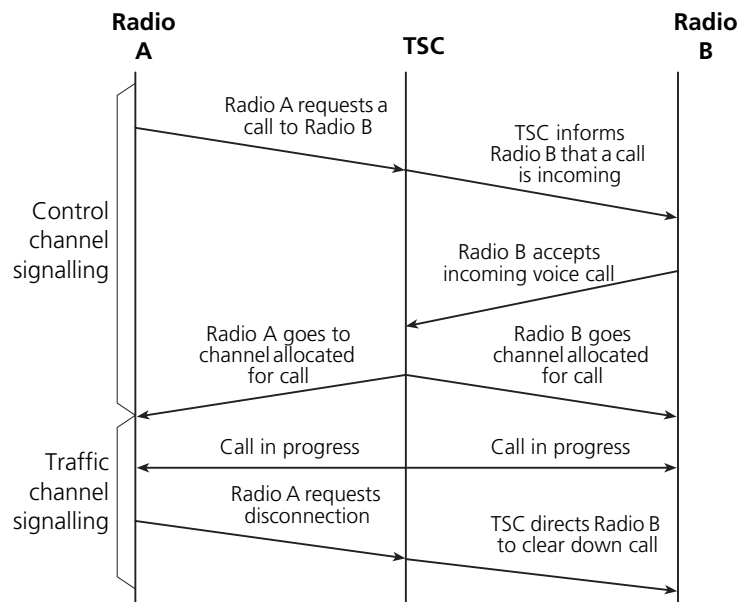 Radio
A
TSC
Radio
B
Radio A requests a
call to Radio B
TSC informs
Radio B that a call
is incoming
Control
channel
signalling
Radio B accepts
incoming voice call
Radio A goes to
channel allocated
for call
Radio B goes
channel allocated
for call
Call in progress
Call in progress
Traffic
channel
signalling
Radio A requests
disconnection
TSC directs Radio B
to clear down call